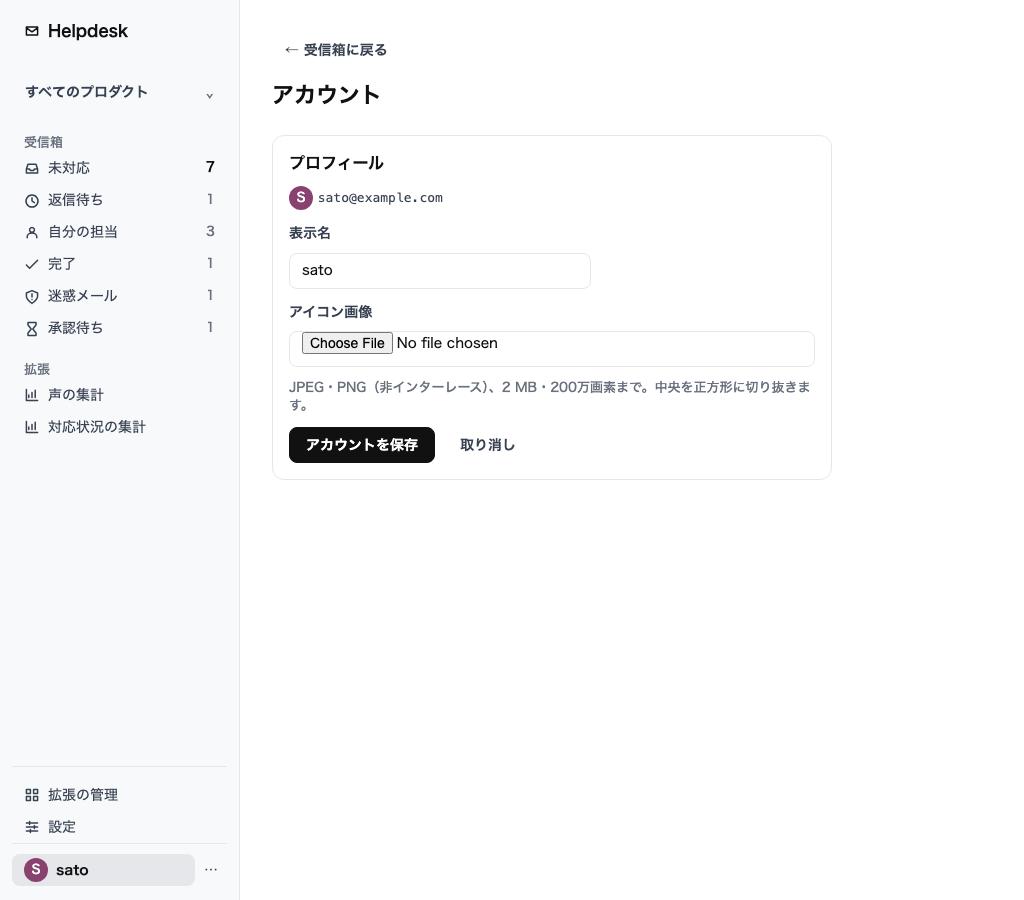 Helpdesk
すべてのプロダクト
受信箱
未対応 7
返信待ち 1
自分の担当 3
完了 1
迷惑メール 1
承認待ち 1
拡張
声の集計
対応状況の集計
拡張の管理
設定
S sato ...
← 受信箱に戻る
アカウント
プロフィール
S sato@example.com
表示名
sato
アイコン画像
Choose File No file chosen
JPEG・PNG（非インターレース）、2 MB・200万画素まで。中央を正方形に切り抜きま
す。
アカウントを保存 取り消し